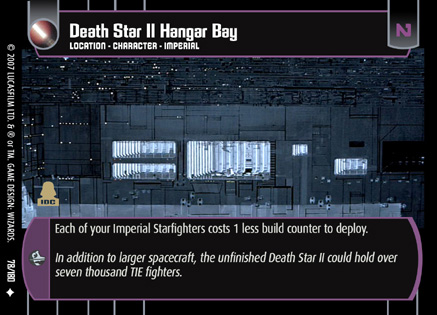 Death Star II Hangar Bay
LOCATION - CHARACTER - IMPERIAL
N
© 2007 LUCASFILM LTD. & ® or TM. GAME DESIGN: WIZARDS.
78/180
IDC
Each of your Imperial Starfighters costs 1 less build counter to deploy.
In addition to larger spacecraft, the unfinished Death Star II could hold over
seven thousand TIE fighters.